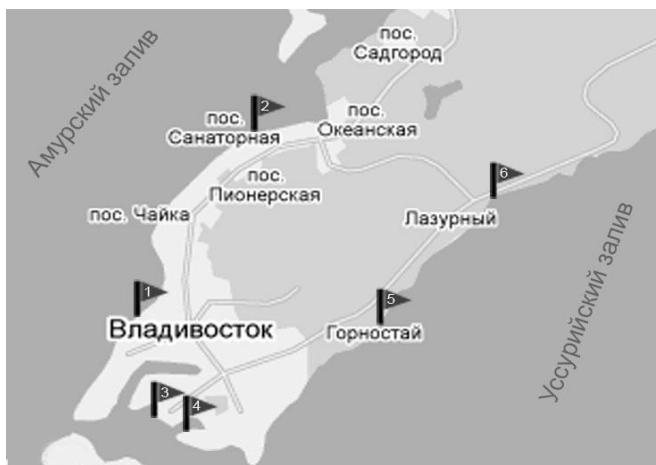 пос.
Садгород
Амурский залив
2
пос.
Санаторная
пос.
Океанская
пос.
Пионерская
6
пос. Чайка
Лазурный
Уссурийский залив
1
5
Владивосток
Горностай
3
4